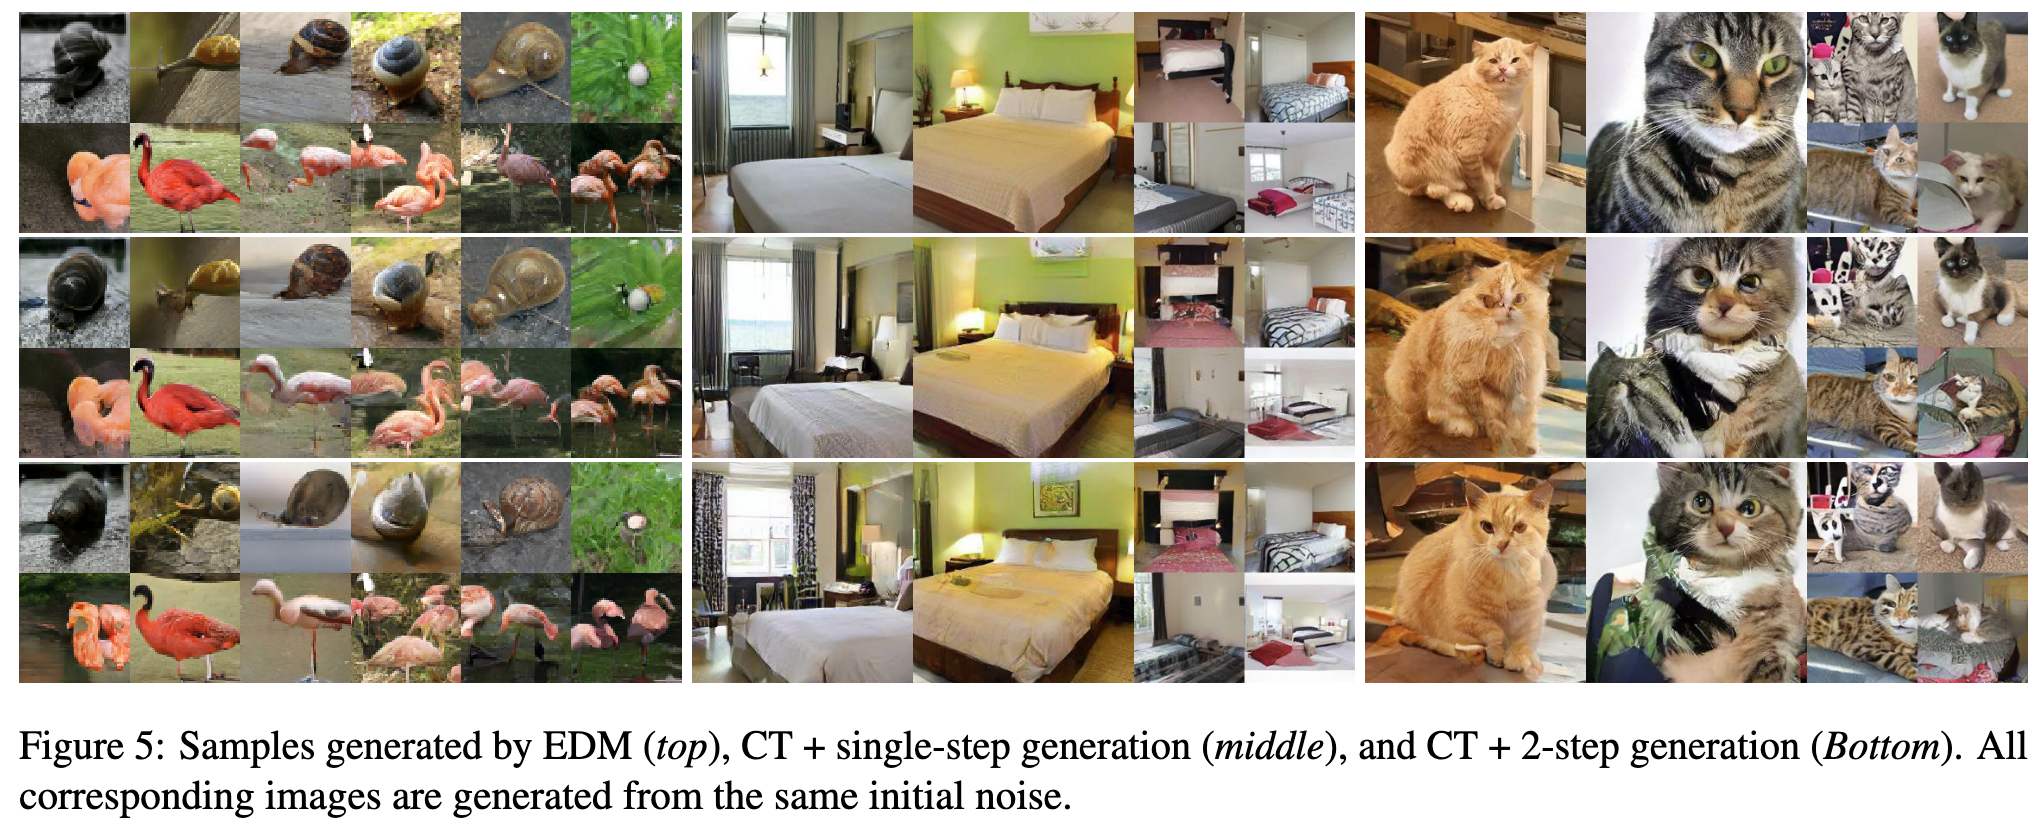 Figure 5: Samples generated by EDM (top), CT + single-step generation (middle), and CT + 2-step generation (Bottom). All
corresponding images are generated from the same initial noise.